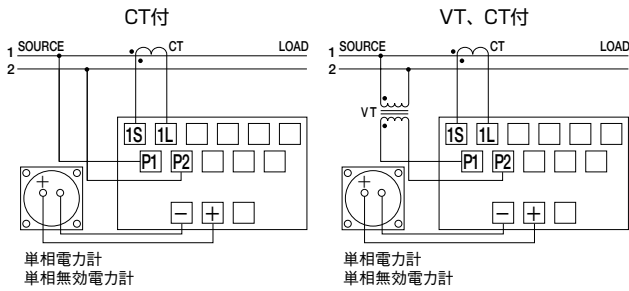 CT付
1 SOURCE CT LOAD
2
1S 1L
P1 P2
+
− +
単相電力計
単相無効電力計
VT、CT付
1 SOURCE CT LOAD
2
VT
1S 1L
P1 P2
+
− +
単相電力計
単相無効電力計